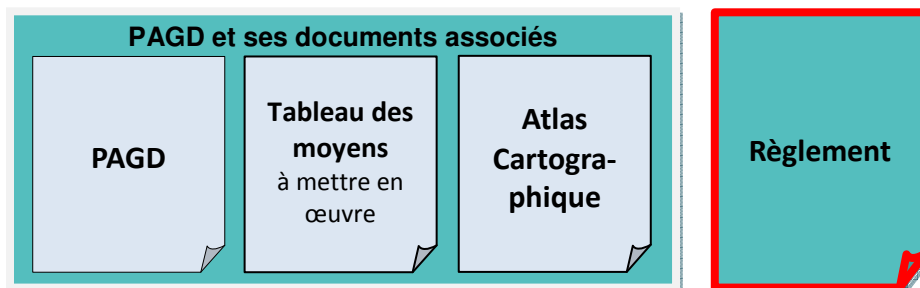 PAGD et ses documents associés
PAGD
Tableau des
moyens
à mettre en
œuvre
Atlas
Cartogra-
phique
Règlement